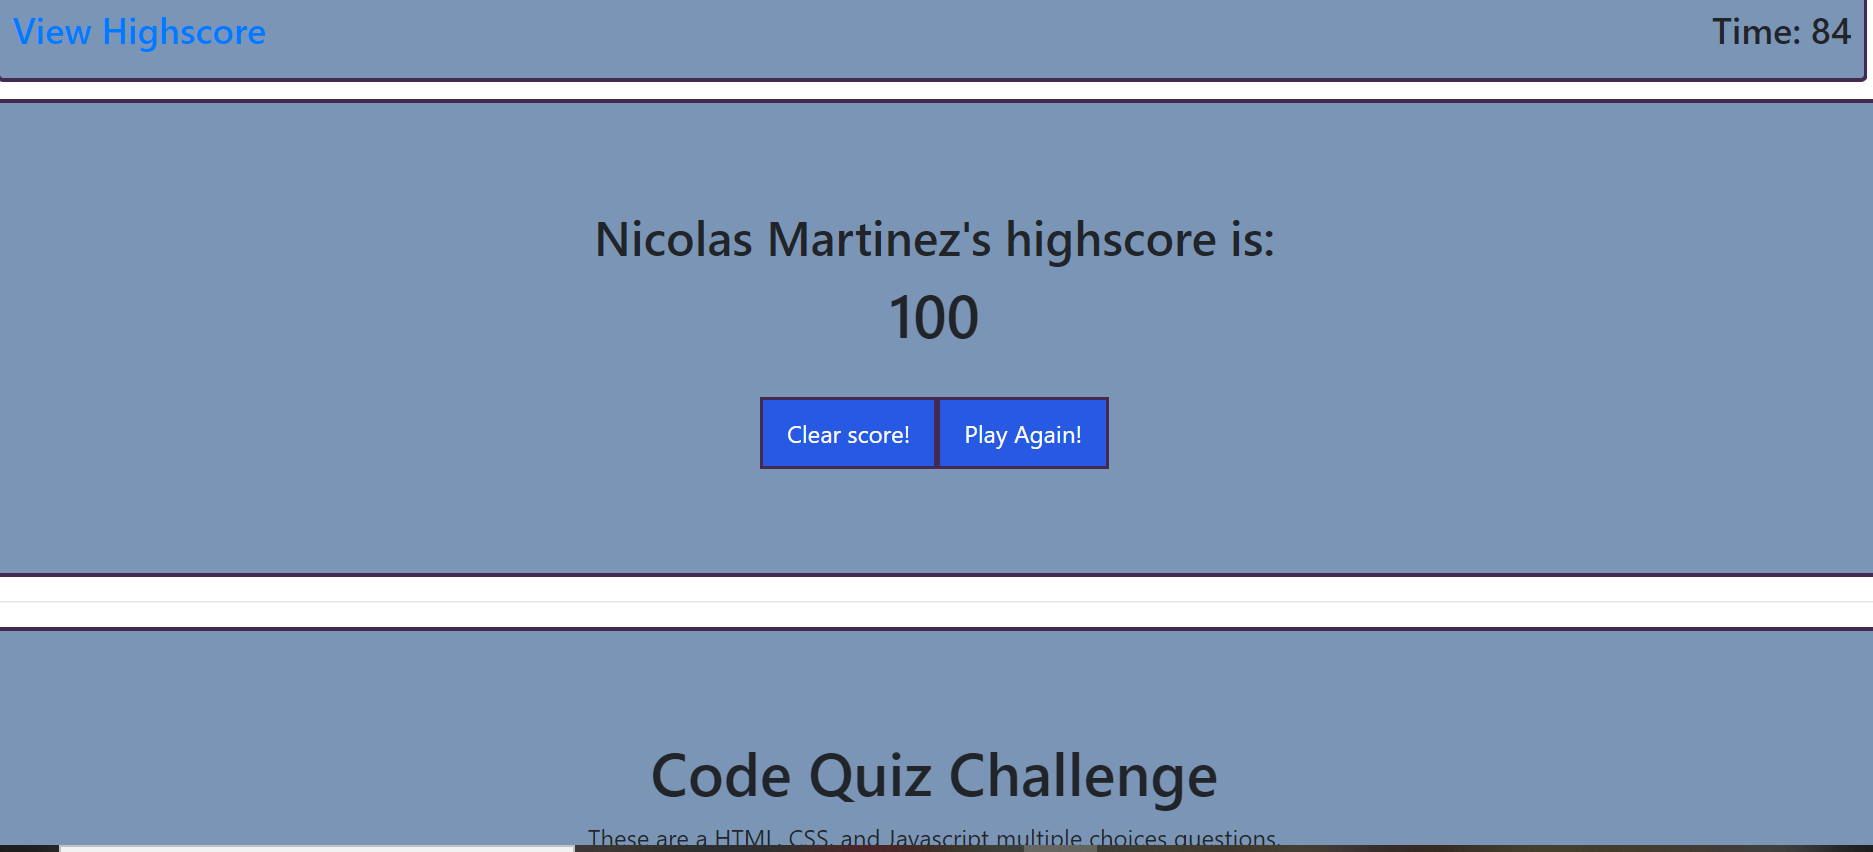 View Highscore
Time: 84
Nicolas Martinez's highscore is:
100
Clear score!
Play Again!
Code Quiz Challenge
These are a HTML, CSS, and Javascript multiple choices questions.